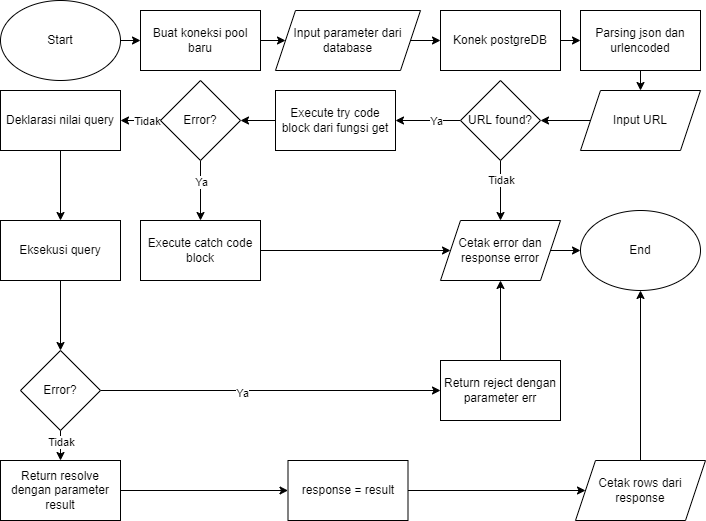 Start
Buat koneksi pool
baru
Input parameter dari
database
Konek postgreDB
Parsing json dan
urlencoded
Deklarasi nilai query
Tidak
Error?
Execute try code
block dari fungsi get
Ya
URL found?
Input URL
Ya
Tidak
Eksekusi query
Execute catch code
block
Cetak error dan
response error
End
Error?
Ya
Return reject dengan
parameter err
Tidak
Return resolve
dengan parameter
result
response = result
Cetak rows dari
response